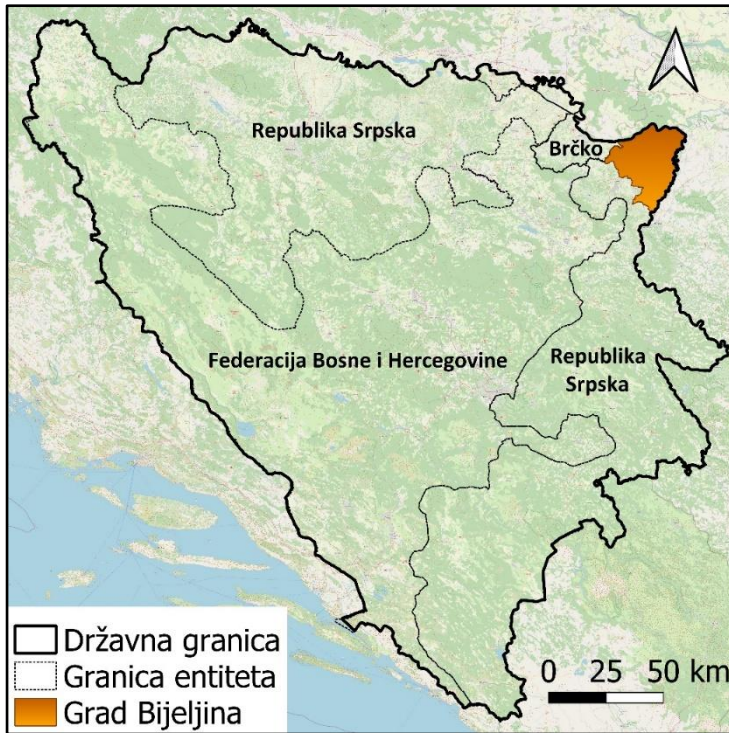 Republika Srpska
Brčko
Federacija Bosne i Hercegovine
Republika
Srpska
Državna granica
Granica entiteta
Grad Bijeljina
0 25 50 km